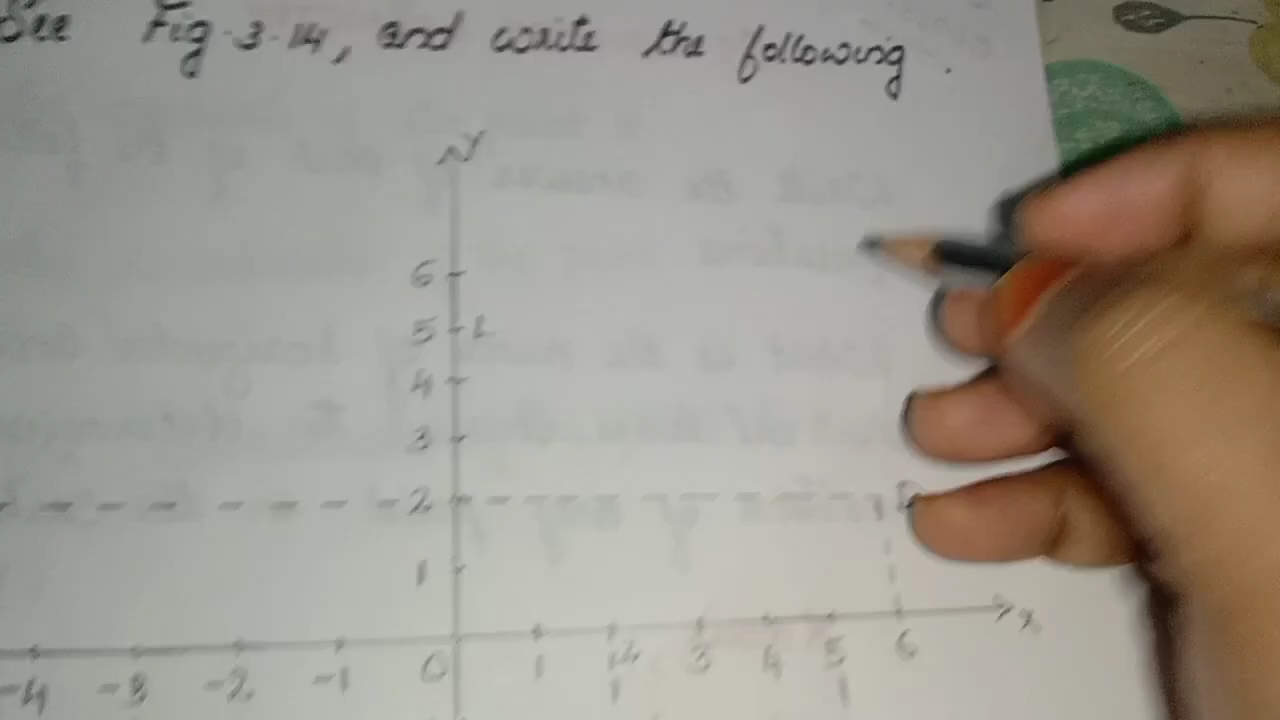 See Fig. 3.14, and write the following.
Y
6
5 L
4
3
2
1
0 1 2 3 4 5 6 x
-4 -3 -2 -1